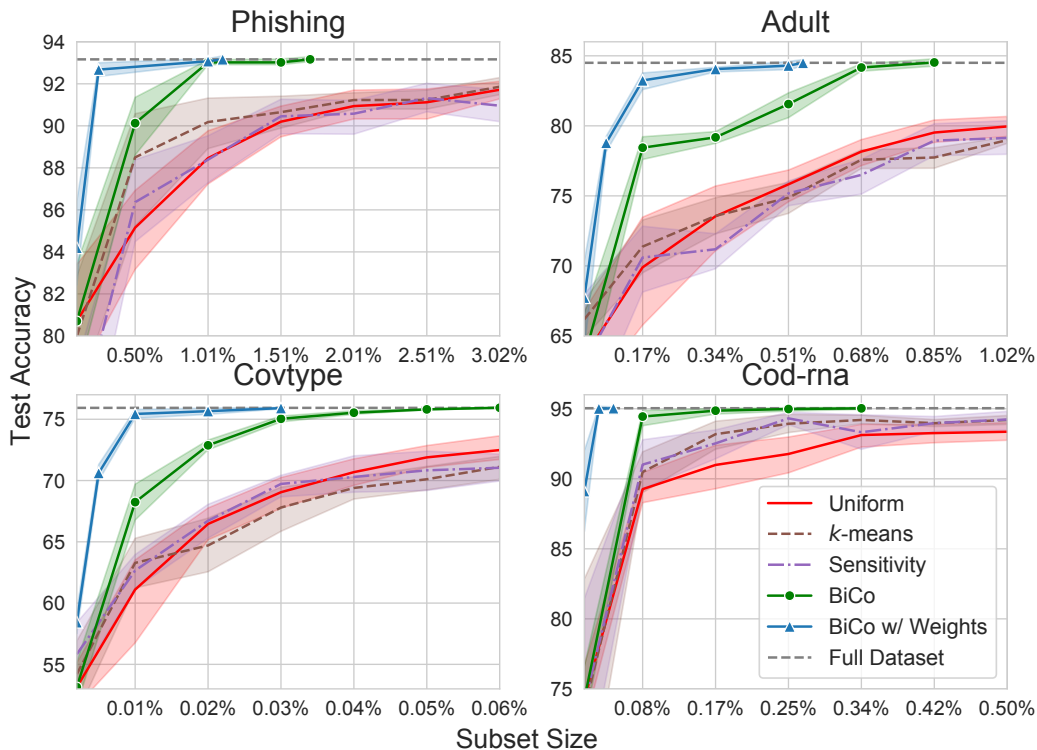 Phishing
Adult
94
92
90
88
86
84
82
80
0.50% 1.01% 1.51% 2.01% 2.51% 3.02%
85
80
75
70
65
0.17% 0.34% 0.51% 0.68% 0.85% 1.02%
Test Accuracy
Covtype
Cod-rna
75
70
65
60
55
0.01% 0.02% 0.03% 0.04% 0.05% 0.06%
95
90
85
80
75
0.08% 0.17% 0.25% 0.34% 0.42% 0.50%
Uniform
k-means
Sensitivity
BiCo
BiCo w/ Weights
Full Dataset
Subset Size